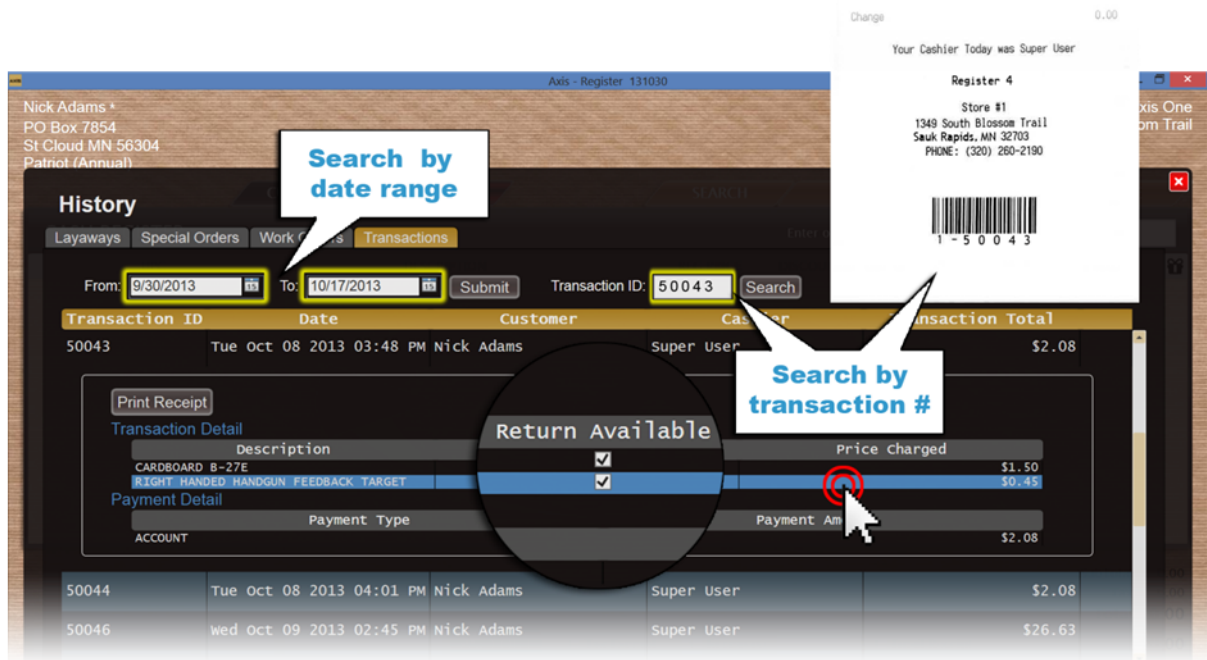 Change 0.00
Your Cashier Today was Super User
Register 4
Store #1
1349 South Blossom Trail
Sauk Rapids, MN 32703
PHONE: (320) 260-2190
1-50043
Axis - Register 131030
Nick Adams *
PO Box 7854
St Cloud MN 56304
Patriot (Annual)
xis One
om Trail
Search by
date range
SEARCH
History
Layaways Special Orders Work Transactions
From: 9/30/2013 To: 10/17/2013 Submit Transaction ID: 50043 Search
Transaction ID Date Customer Transaction Total
50043 Tue Oct 08 2013 03:48 PM Nick Adams Super User $2.08
Search by
transaction #
Print Receipt
Transaction Detail
Description Return Available Price Charged
CARDBOARD B-27E $1.50
RIGHT HANDED HANDGUN FEEDBACK TARGET $0.45
Payment Detail
Payment Type Payment Am
ACCOUNT $2.08
50044 Tue Oct 08 2013 04:01 PM Nick Adams Super User $2.08
50046 Wed Oct 09 2013 02:45 PM Nick Adams Super User $26.63